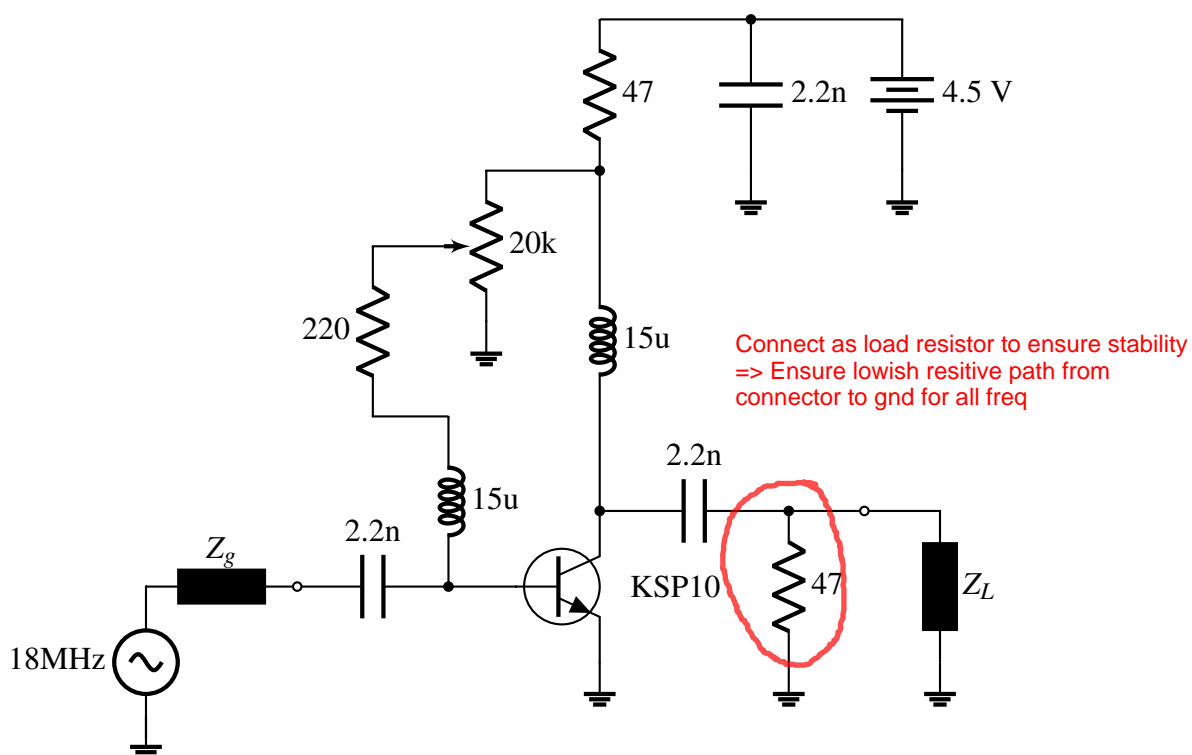 47
2.2n
4.5 V
20k
220
15u
Connect as load resistor to ensure stability
=> Ensure lowish resitive path from
connector to gnd for all freq
2.2n
15u
2.2n
Zg
KSP10
47
ZL
18MHz